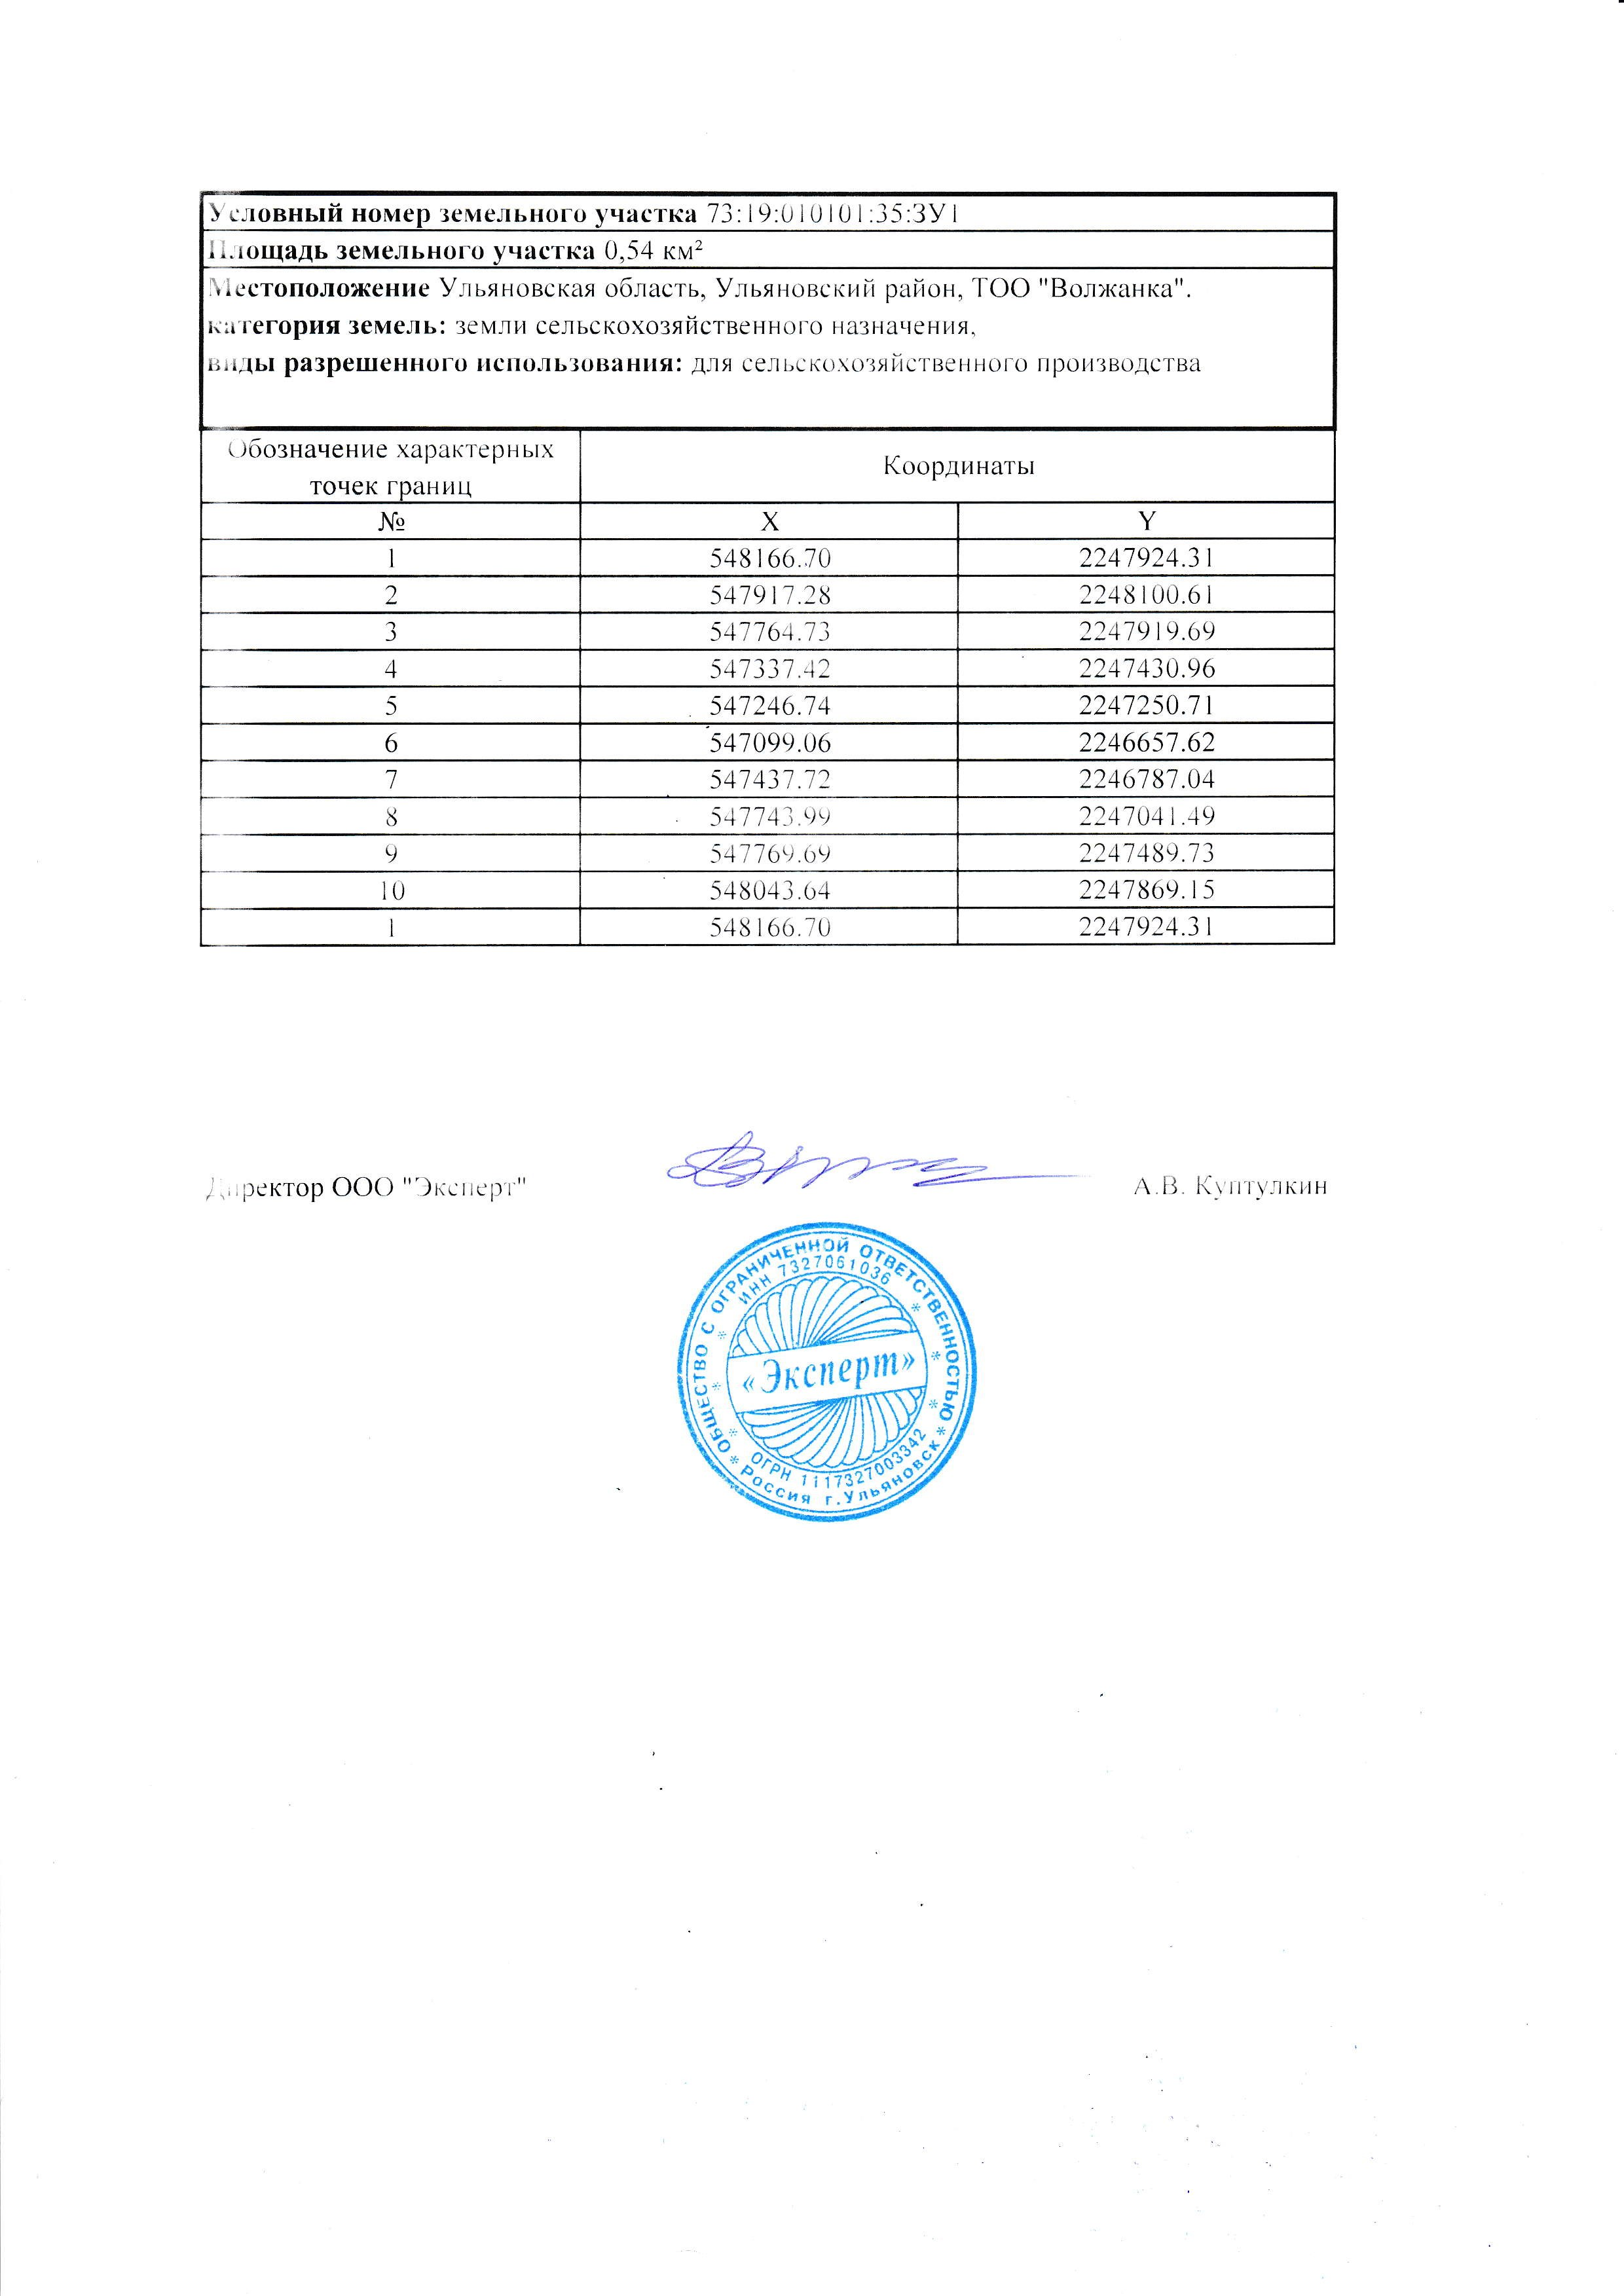 Условный номер земельного участка 73:19:010101:35:ЗУ1
Площадь земельного участка 0,54 км²
Местоположение Ульяновская область, Ульяновский район, ТОО "Волжанка".
категория земель: земли сельскохозяйственного назначения,
виды разрешенного использования: для сельскохозяйственного производства
Обозначение характерных
точек границ
Координаты
№ X Y
1 548166.70 2247924.31
2 547917.28 2248100.61
3 547764.73 2247919.69
4 547337.42 2247430.96
5 547246.74 2247250.71
6 547099.06 2246657.62
7 547437.72 2246787.04
8 547743.99 2247041.49
9 547769.69 2247489.73
10 548043.64 2247869.15
1 548166.70 2247924.31
Директор ООО "Эксперт" А.В. Куптулкин
ОБЩЕСТВО С ОГРАНИЧЕННОЙ ОТВЕТСТВЕННОСТЬЮ
ИНН 7327061036
«Эксперт»
ОГРН 1117327003342
* Россия г.Ульяновск *